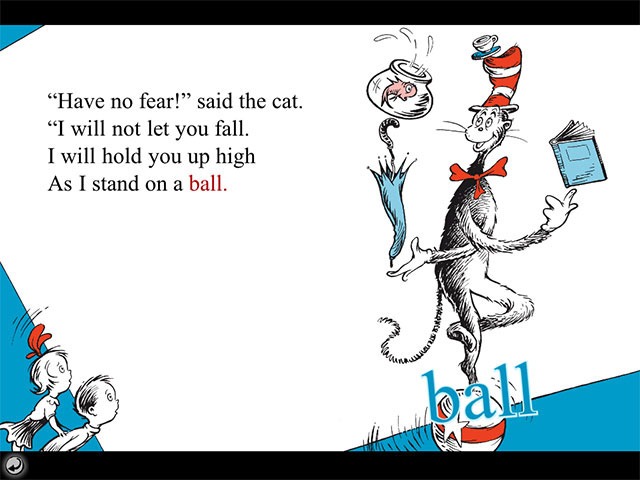 “Have no fear!” said the cat.
“I will not let you fall.
I will hold you up high
As I stand on a ball.
ball